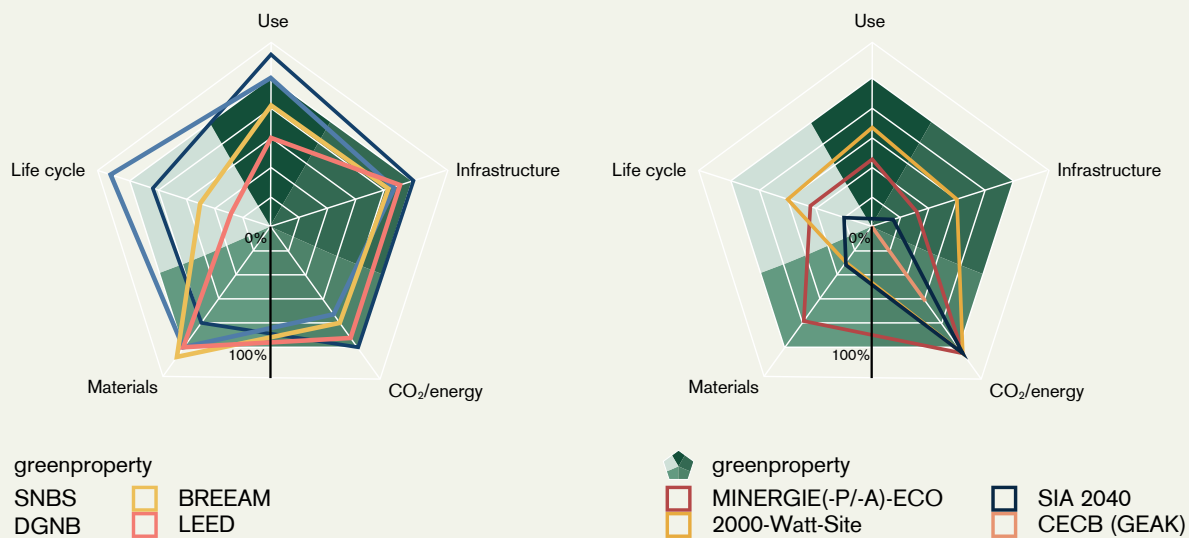 Use
Life cycle
Infrastructure
0%
100%
Materials
CO₂/energy
greenproperty
SNBS
BREEAM
DGNB
LEED
Use
Life cycle
Infrastructure
0%
100%
Materials
CO₂/energy
greenproperty
MINERGIE(-P/-A)-ECO
SIA 2040
2000-Watt-Site
CECB (GEAK)